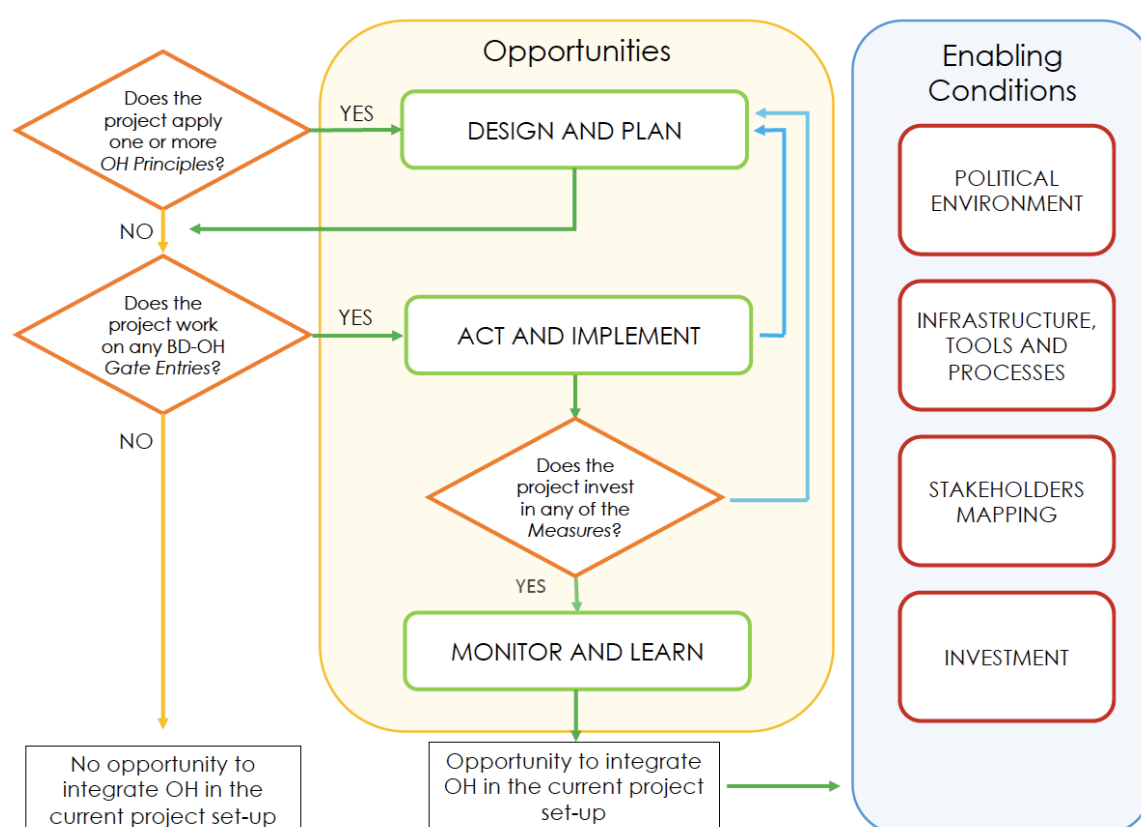 Opportunities
Enabling
Conditions
Does the
project apply
one or more
OH Principles?
YES
DESIGN AND PLAN
POLITICAL
ENVIRONMENT
NO
Does the
project work
on any BD-OH
Gate Entries?
YES
ACT AND IMPLEMENT
INFRASTRUCTURE,
TOOLS AND
PROCESSES
NO
Does the
project invest
in any of the
Measures?
STAKEHOLDERS
MAPPING
YES
MONITOR AND LEARN
INVESTMENT
No opportunity to
integrate OH in the
current project set-up
Opportunity to integrate
OH in the current project
set-up